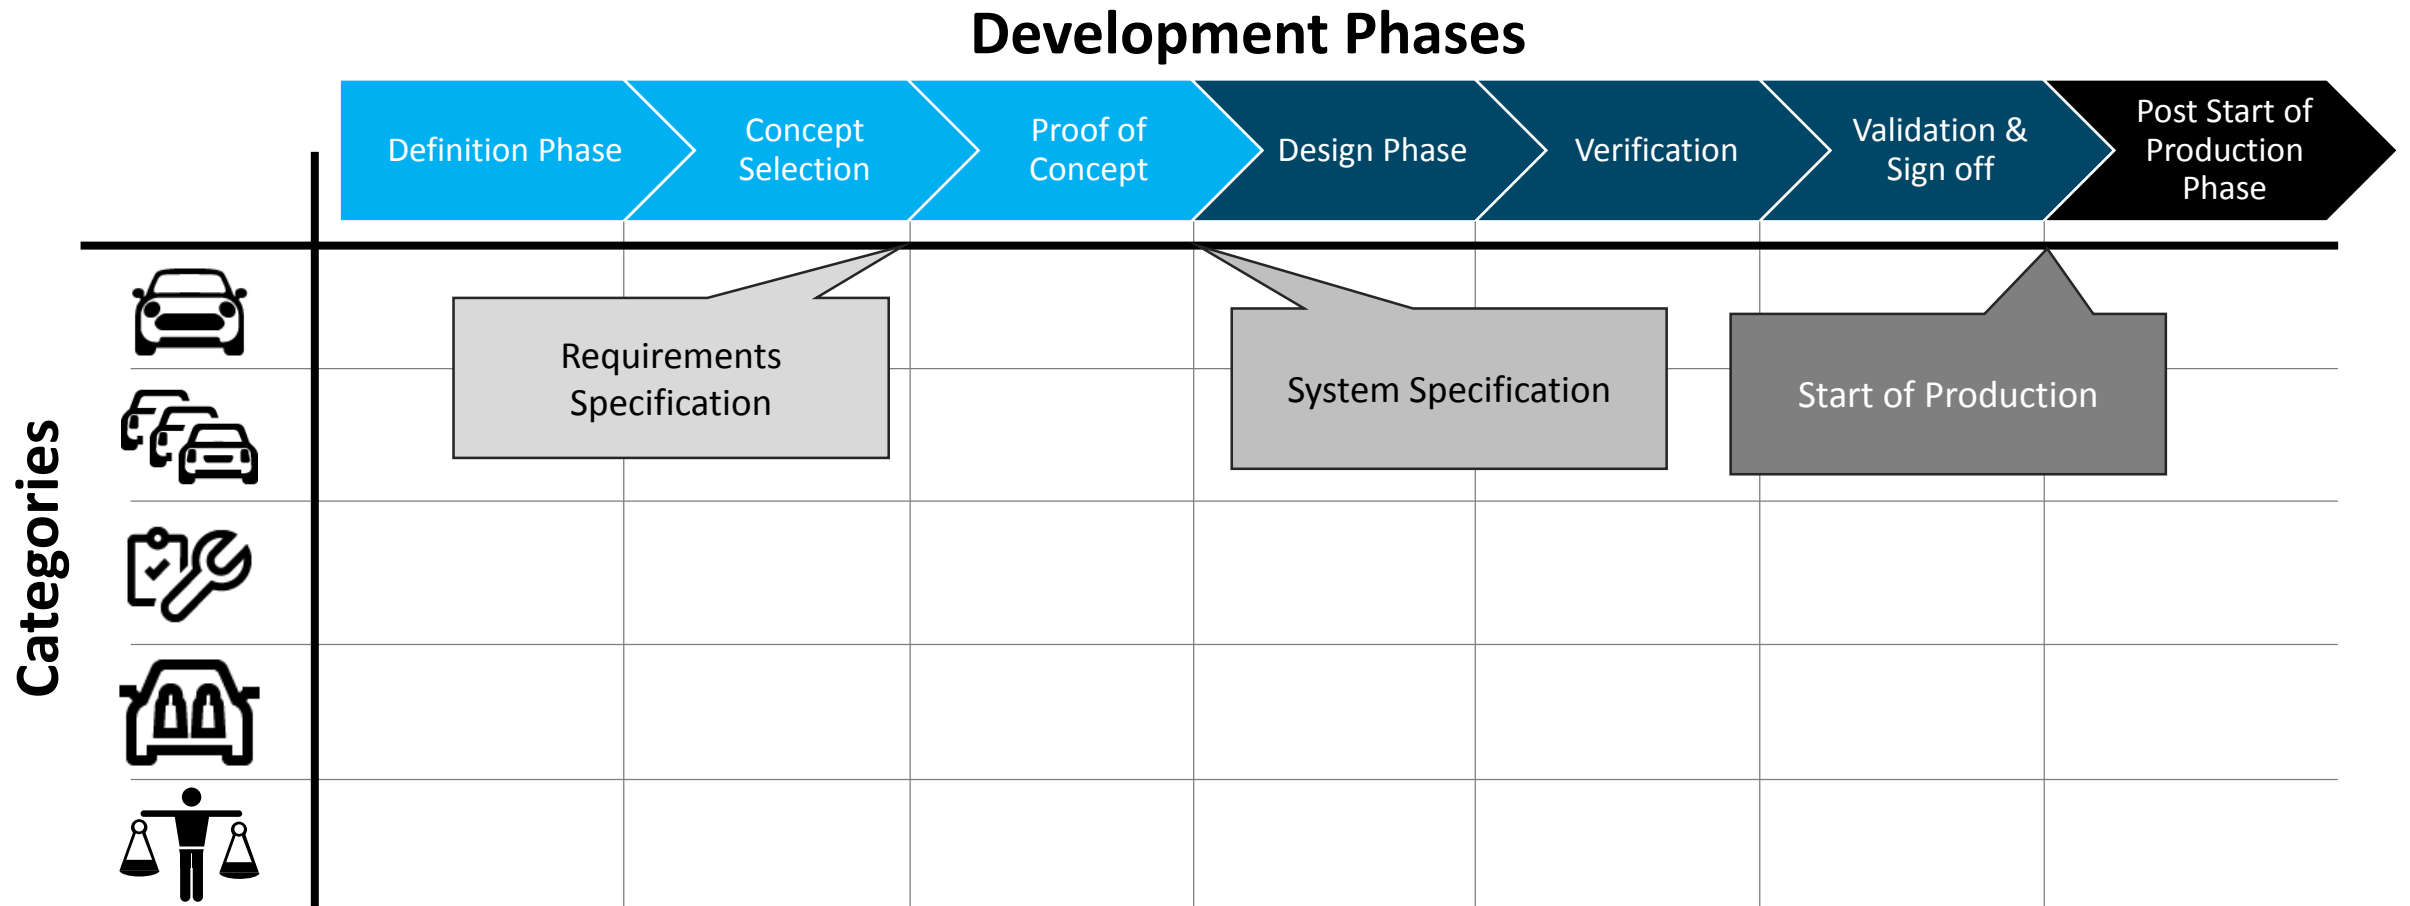 Development Phases
Definition Phase
Concept
Selection
Proof of
Concept
Design Phase
Verification
Validation &
Sign off
Post Start of
Production
Phase
Categories
Requirements
Specification
System Specification
Start of Production